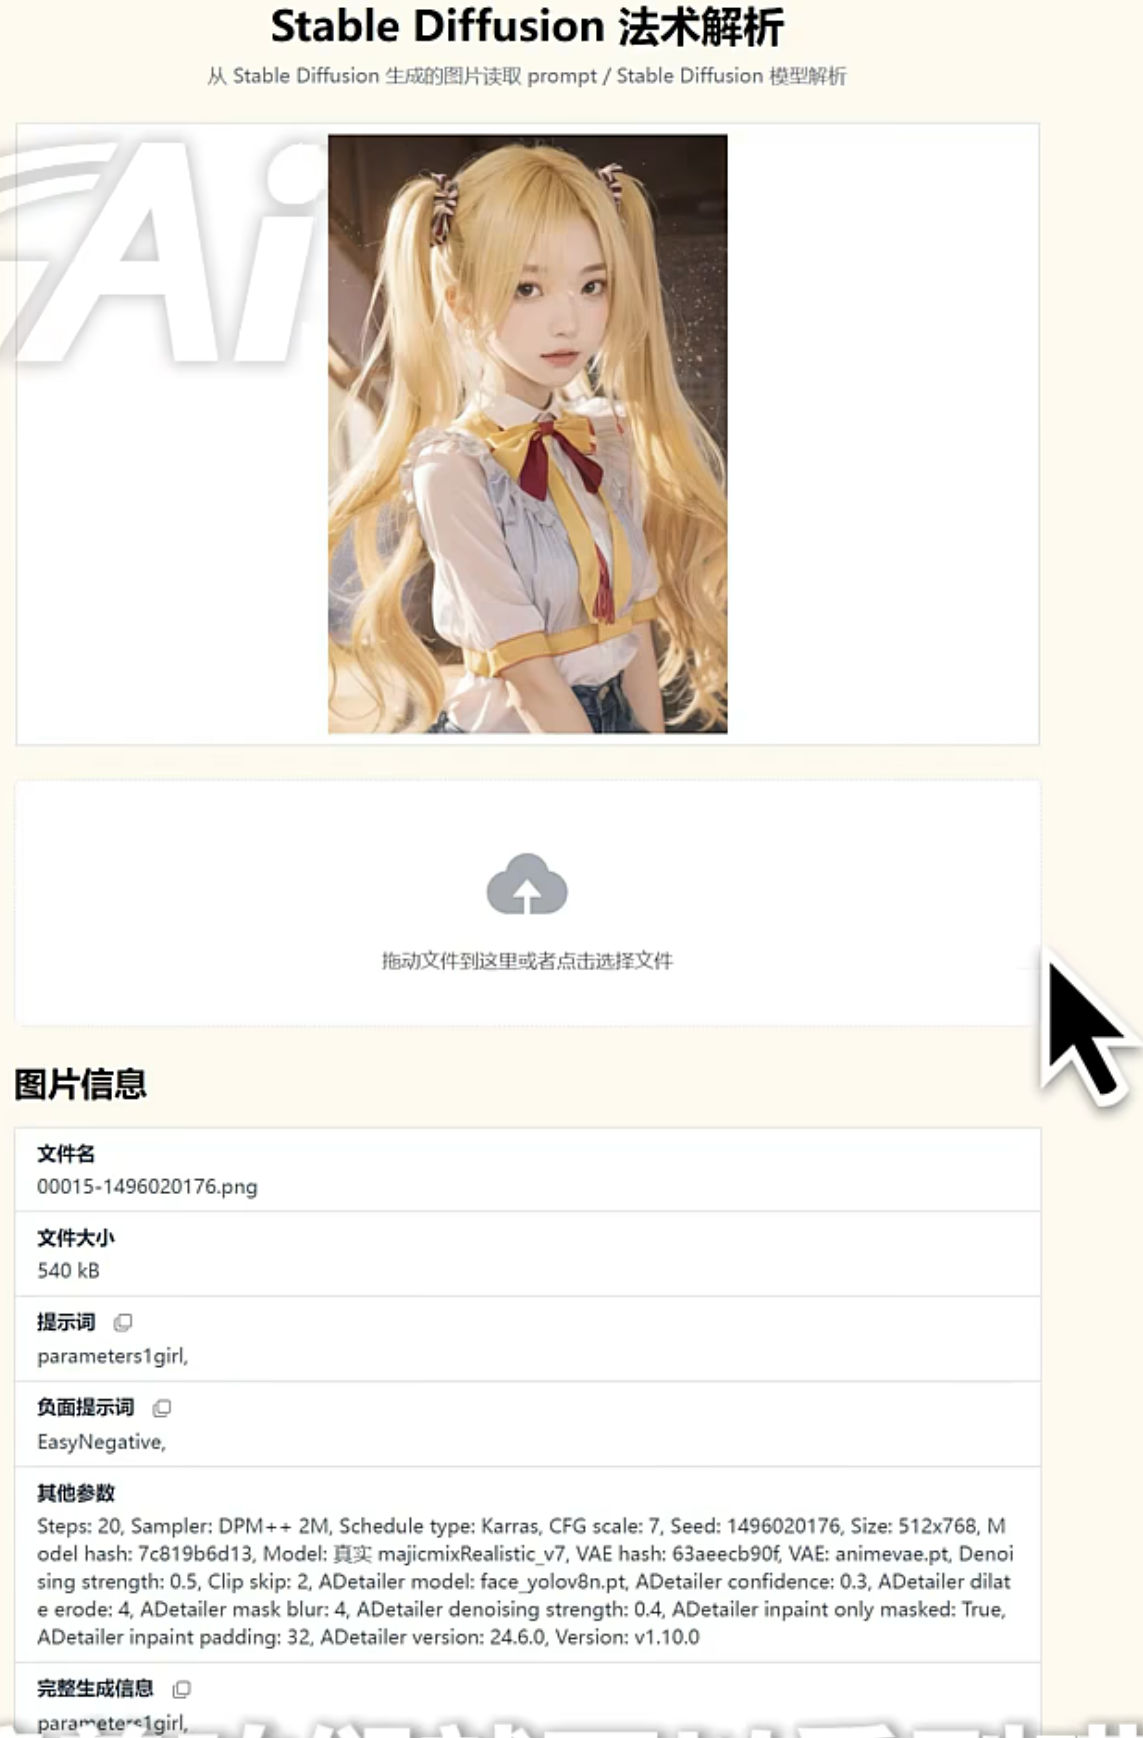 Stable Diffusion 法术解析
从 Stable Diffusion 生成的图片读取 prompt / Stable Diffusion 模型解析
Ai
拖动文件到这里或者点击选择文件
图片信息
文件名
00015-1496020176.png
文件大小
540 kB
提示词
parameters1girl,
负面提示词
EasyNegative,
其他参数
Steps: 20, Sampler: DPM++ 2M, Schedule type: Karras, CFG scale: 7, Seed: 1496020176, Size: 512x768, M
odel hash: 7c819b6d13, Model: 真实 majicmixRealistic_v7, VAE hash: 63aeecb90f, VAE: animevae.pt, Denoi
sing strength: 0.5, Clip skip: 2, ADetailer model: face_yolov8n.pt, ADetailer confidence: 0.3, ADetailer dilat
e erode: 4, ADetailer mask blur: 4, ADetailer denoising strength: 0.4, ADetailer inpaint only masked: True,
ADetailer inpaint padding: 32, ADetailer version: 24.6.0, Version: v1.10.0
完整生成信息
parameters1girl,